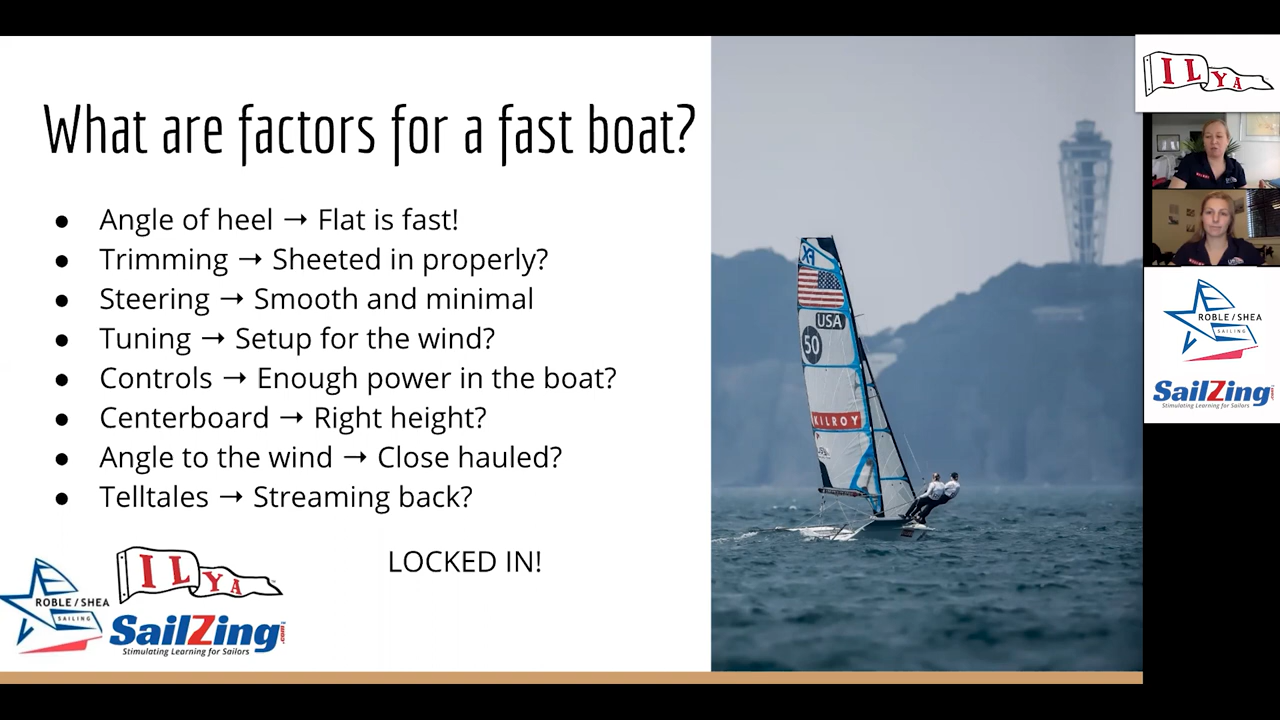 What are factors for a fast boat?
● Angle of heel → Flat is fast!
● Trimming → Sheeted in properly?
● Steering → Smooth and minimal
● Tuning → Setup for the wind?
● Controls → Enough power in the boat?
● Centerboard → Right height?
● Angle to the wind → Close hauled?
● Telltales → Streaming back?
LOCKED IN!
ROBLE/SHEA
SAILING
ILYA
SailZing
.com
Stimulating Learning for Sailors
FX
USA
50
KILROY
ILYA
ROBLE/SHEA
SAILING
SailZing
Stimulating Learning for Sailors